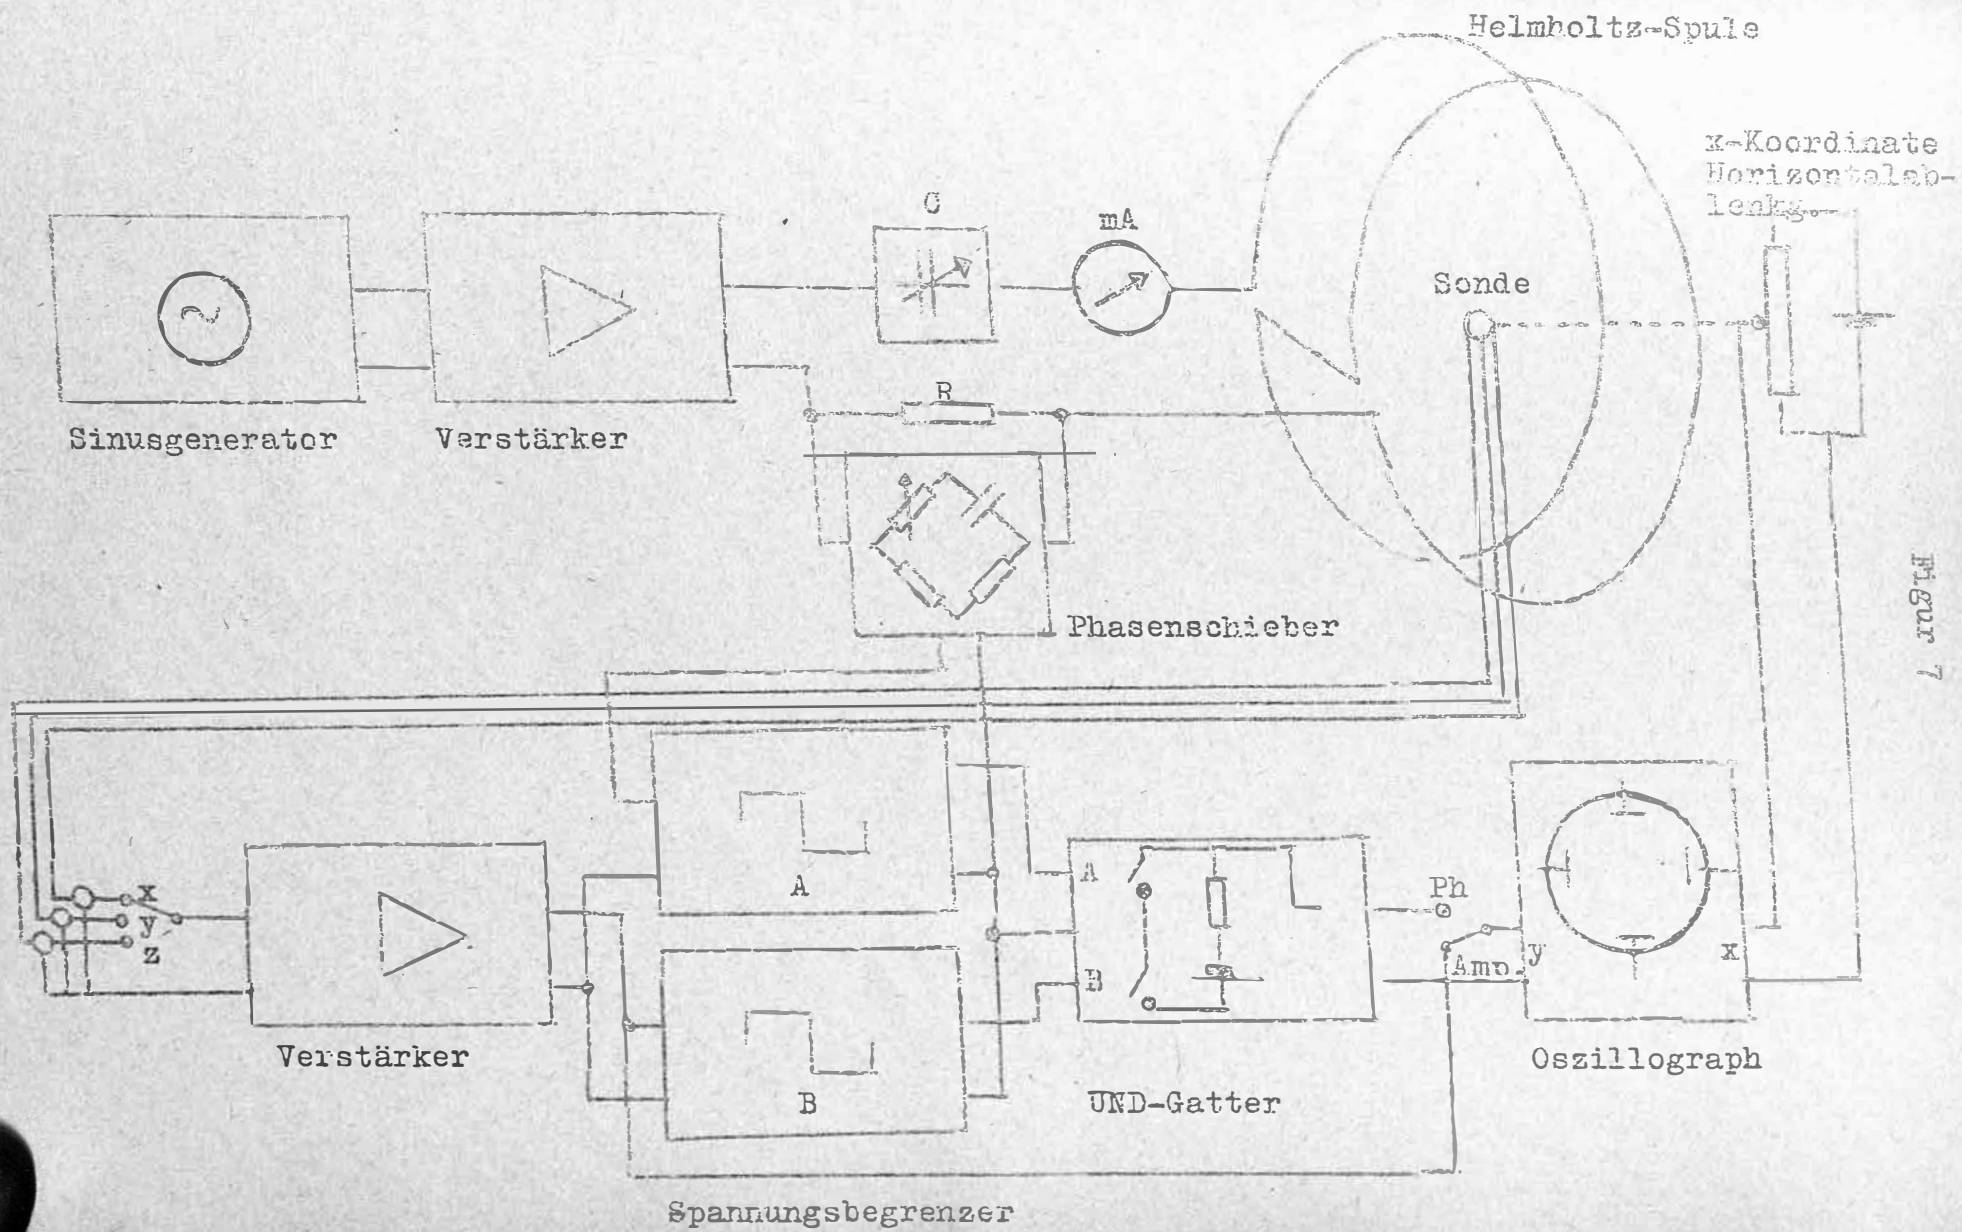 Helmholtz-Spule
x-Koordinate
Horizontalab-
lenkg.
C
mA
Sonde
R
Sinusgenerator
Verstärker
Phasenschieber
Figur 7
A
x
y
z
A
B
Ph
Amp.
y
x
Verstärker
B
UND-Gatter
Oszillograph
Spannungsbegrenzer